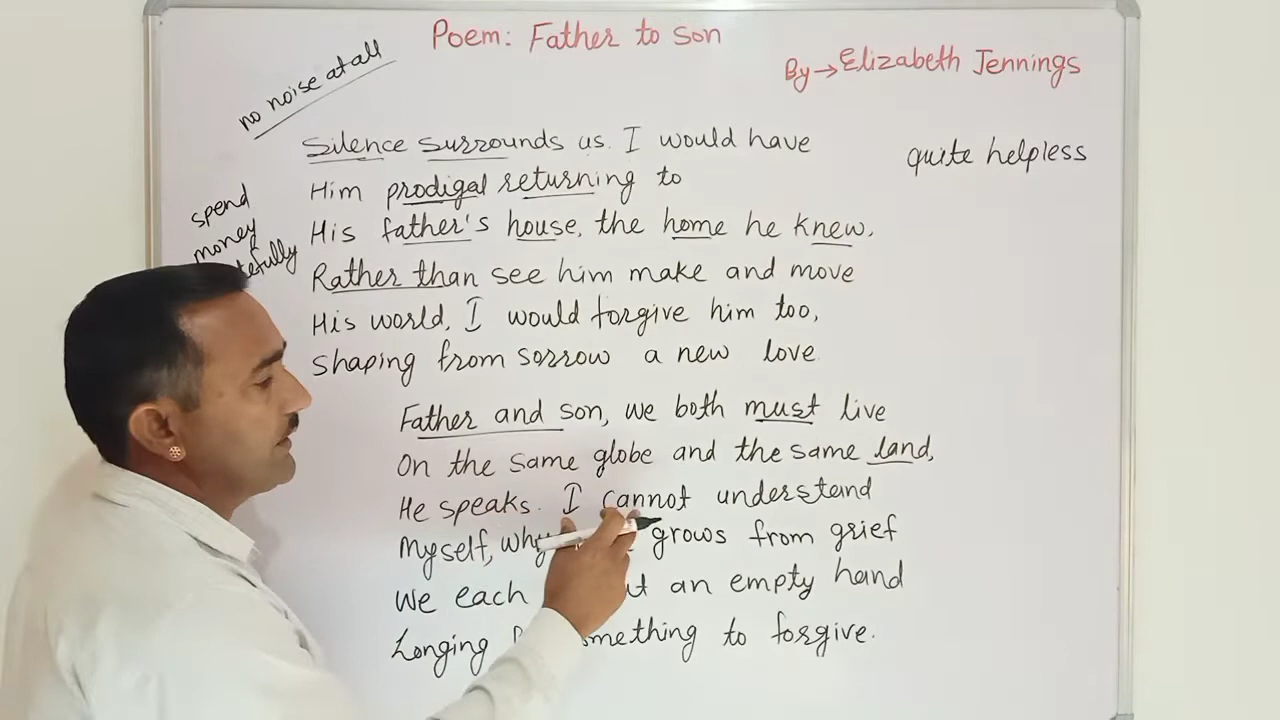 Poem: Father to son
By→Elizabeth Jennings
no noise at all
Silence surrounds us. I would have
quite helpless
Him prodigal returning to
spend
money
His father's house, the home he knew,
Rather than see him make and move
His world, I would forgive him too,
Shaping from sorrow a new love.
Father and son, we both must live
On the same globe and the same land,
He speaks. I cannot understand
Myself, why grows from grief
We each an empty hand
Longing to forgive.